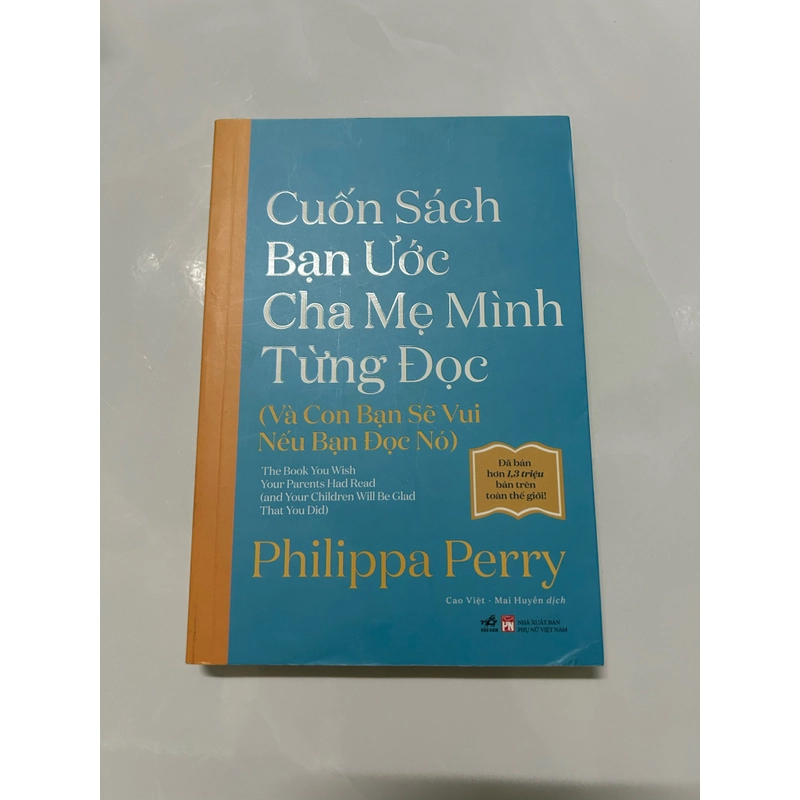 Cuốn Sách
Bạn Ước
Cha Mẹ Mình
Từng Đọc
(Và Con Bạn Sẽ Vui
Nếu Bạn Đọc Nó)
The Book You Wish
Your Parents Had Read
(and Your Children Will Be Glad
That You Did)
Đã bán
hơn 1,3 triệu
bản trên
toàn thế giới!
Philippa Perry
Cao Việt - Mai Huyền dịch
NHÃ NAM
PN
NHÀ XUẤT BẢN
PHỤ NỮ VIỆT NAM